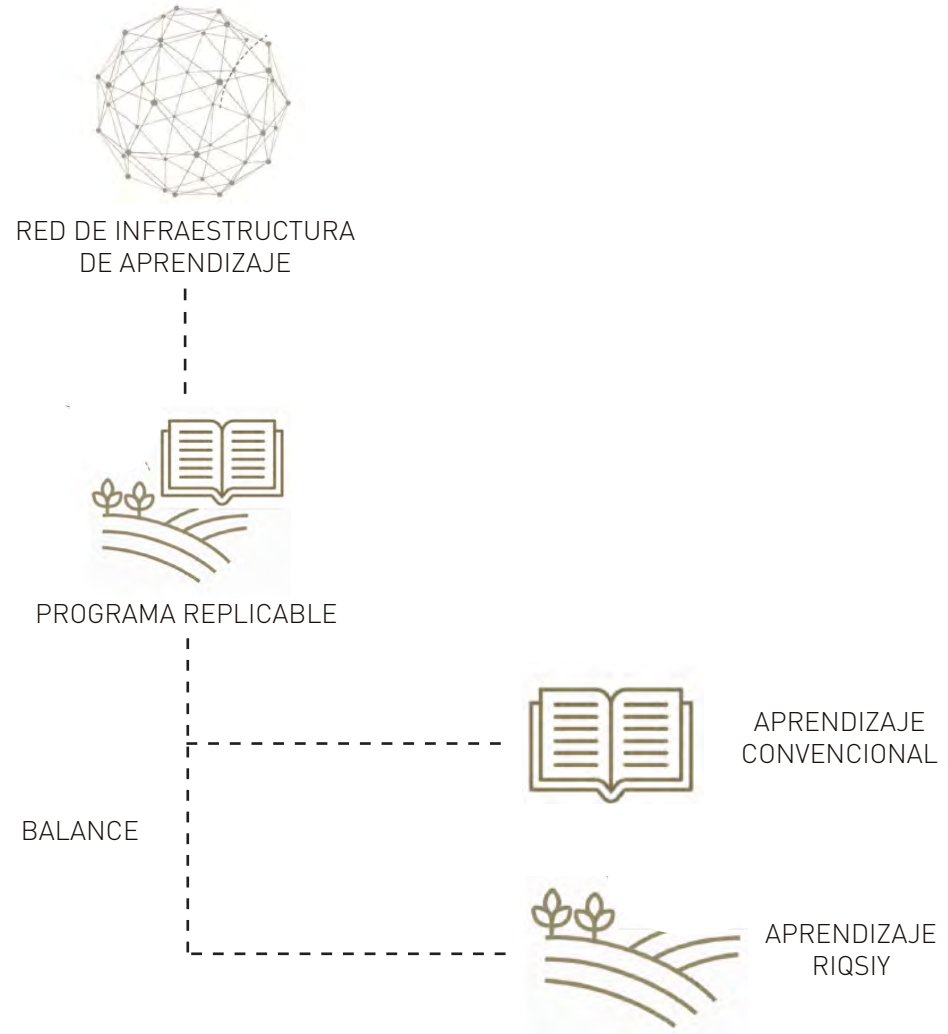 RED DE INFRAESTRUCTURA
DE APRENDIZAJE
PROGRAMA REPLICABLE
APRENDIZAJE
CONVENCIONAL
BALANCE
APRENDIZAJE
RIQSIY